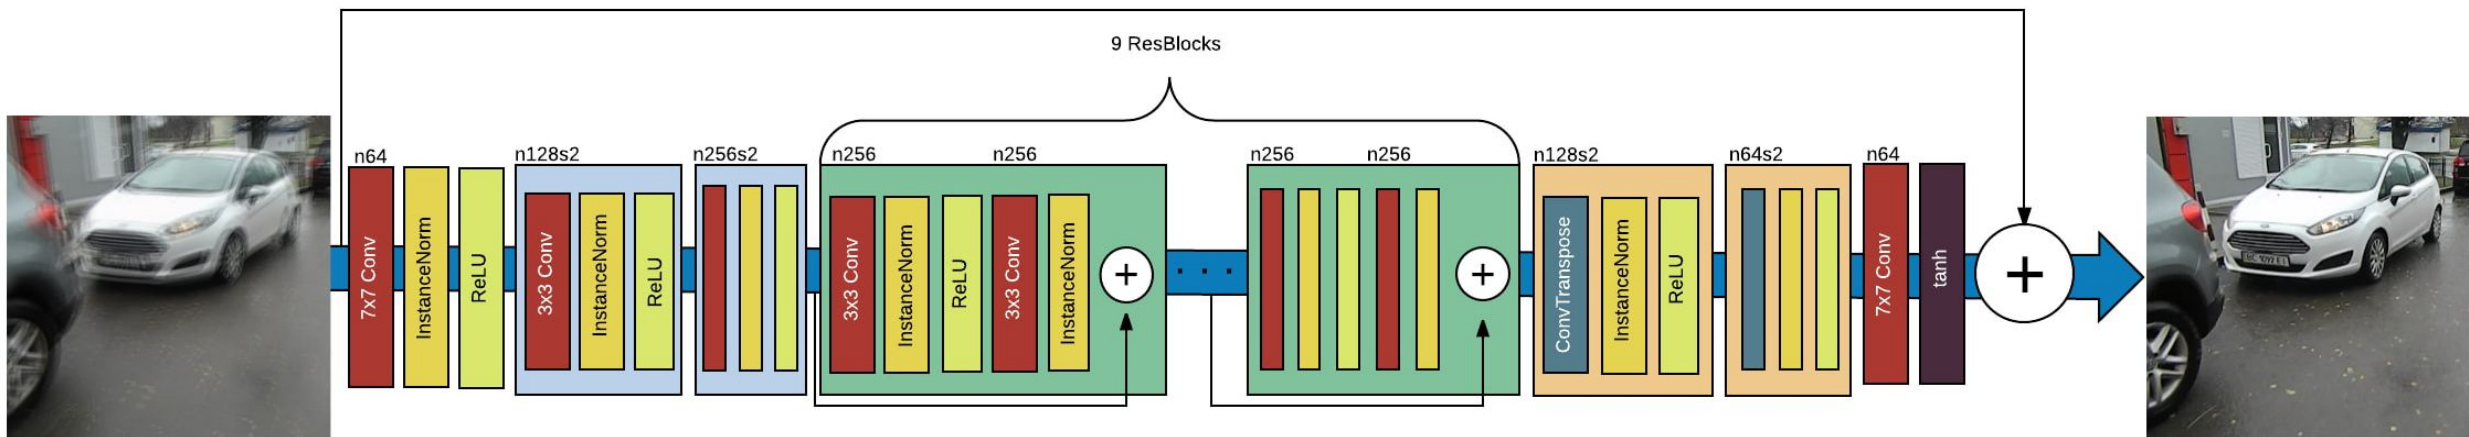 9 ResBlocks
n64
n128s2
n256s2
n256
n256
n256
n256
n128s2
n64s2
n64
7x7 Conv
InstanceNorm
ReLU
3x3 Conv
InstanceNorm
ReLU
3x3 Conv
InstanceNorm
ReLU
3x3 Conv
InstanceNorm
+
. . .
+
ConvTranspose
InstanceNorm
ReLU
7x7 Conv
tanh
+